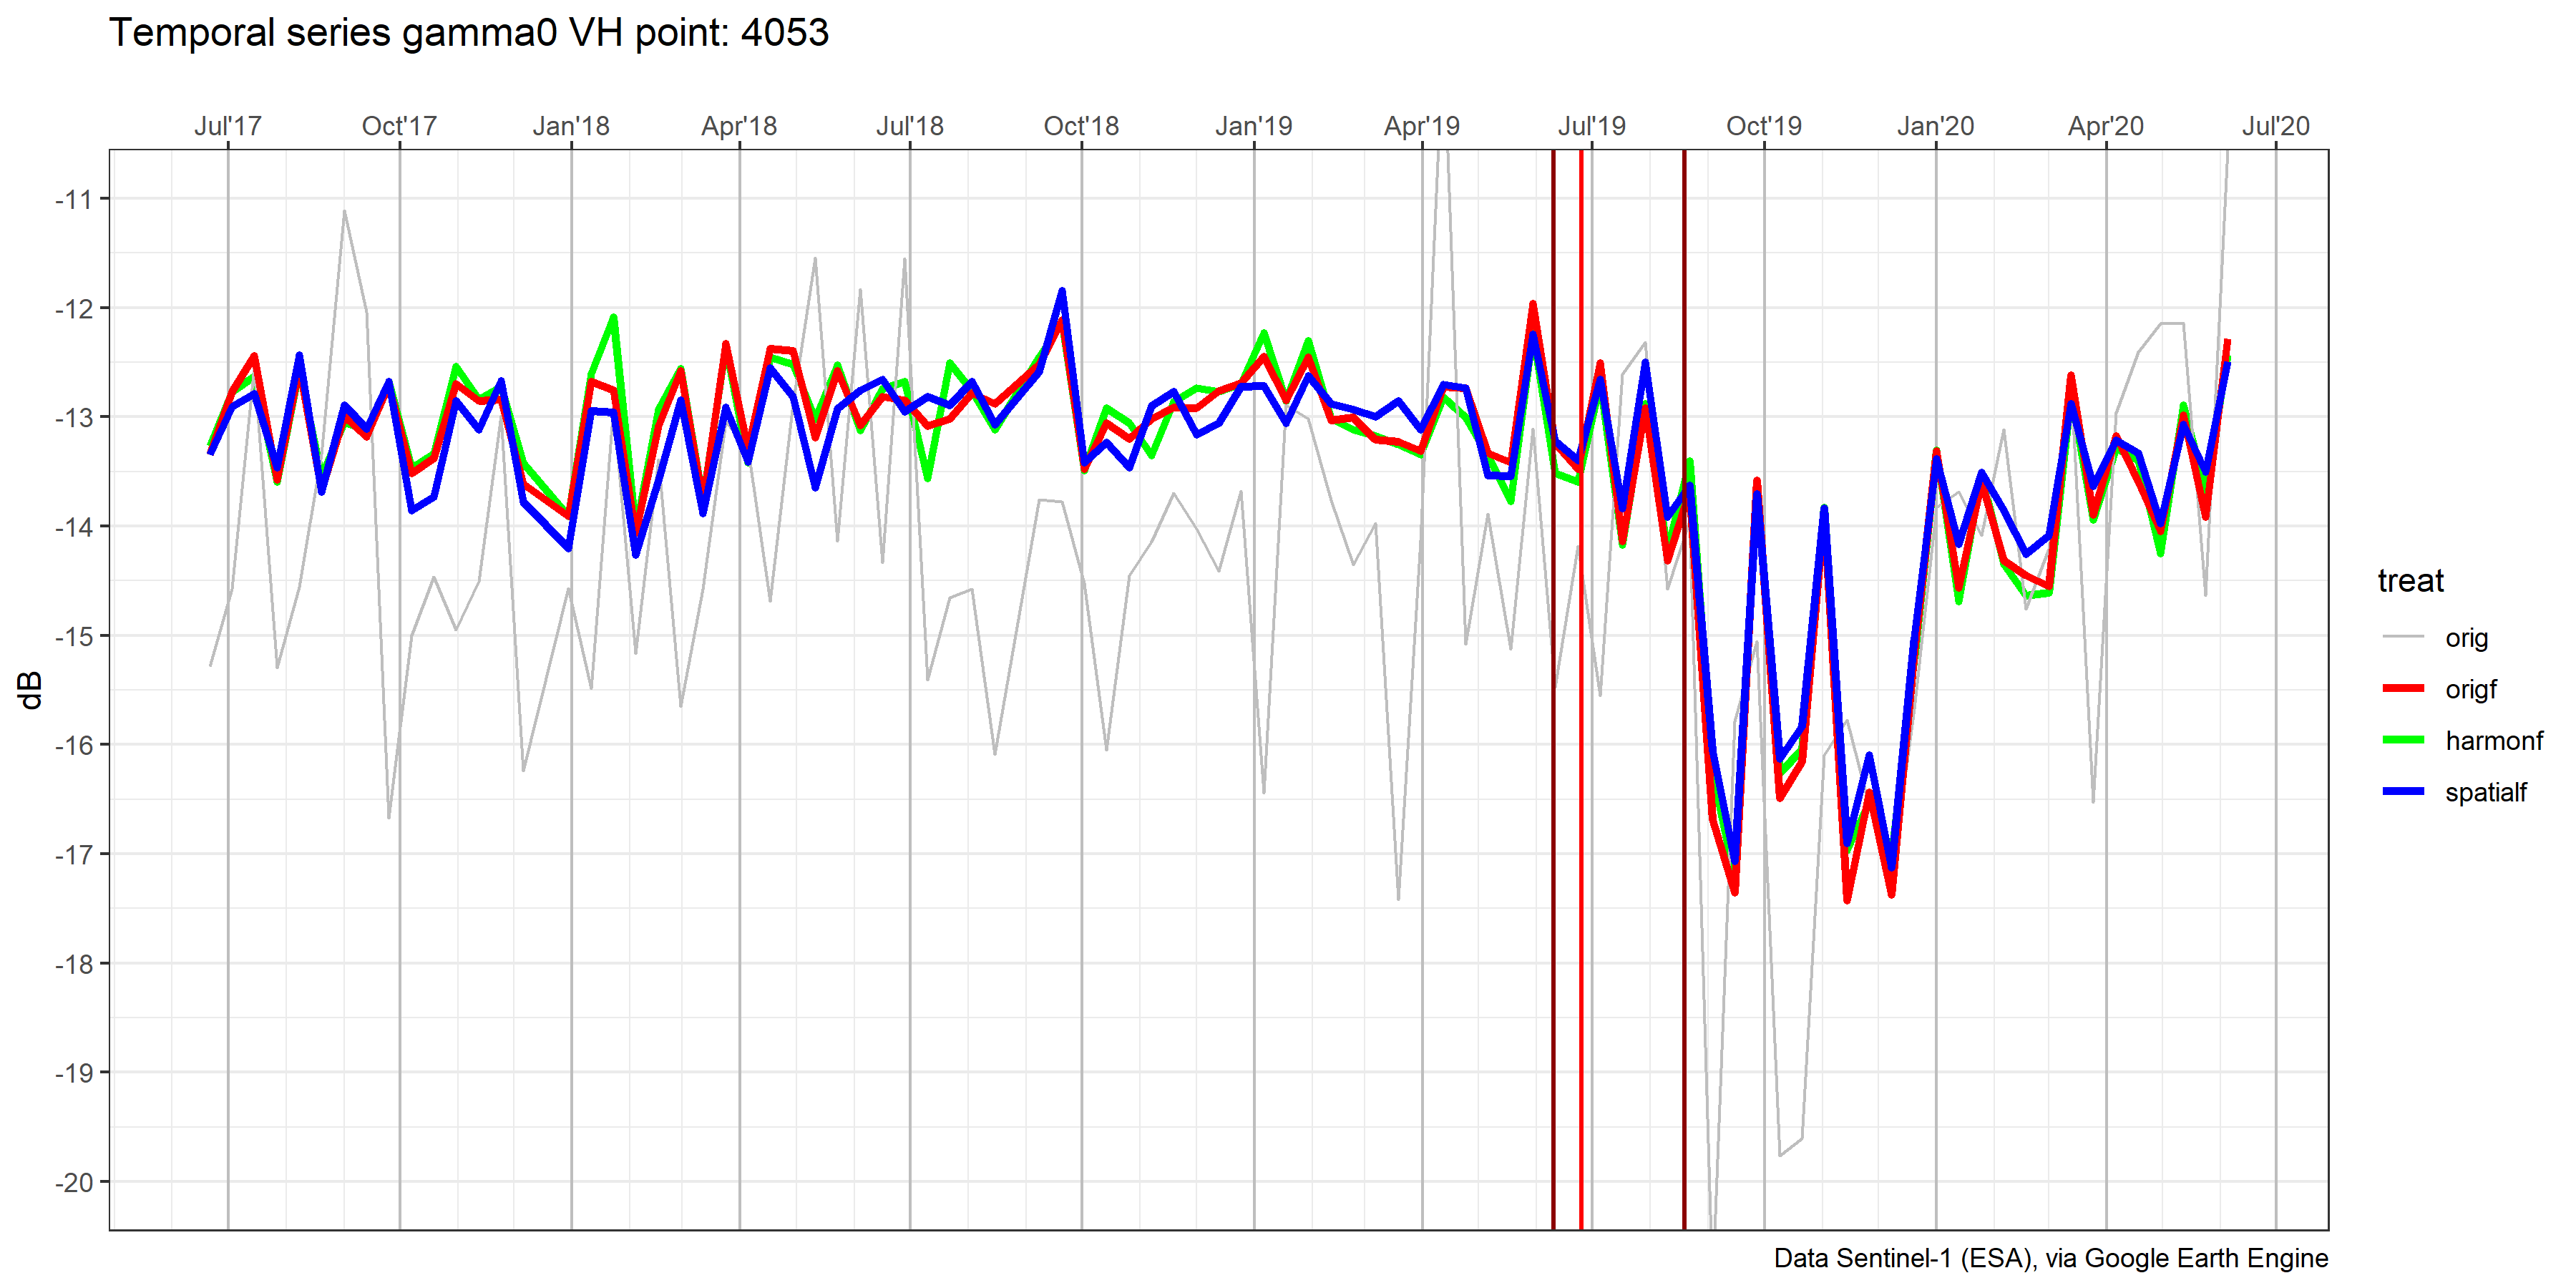 Temporal series gamma0 VH point: 4053
Jul'17 Oct'17 Jan'18 Apr'18 Jul'18 Oct'18 Jan'19 Apr'19 Jul'19 Oct'19 Jan'20 Apr'20 Jul'20
-11
-12
-13
-14
-15
-16
-17
-18
-19
-20
dB
treat
orig
origf
harmonf
spatialf
Data Sentinel-1 (ESA), via Google Earth Engine